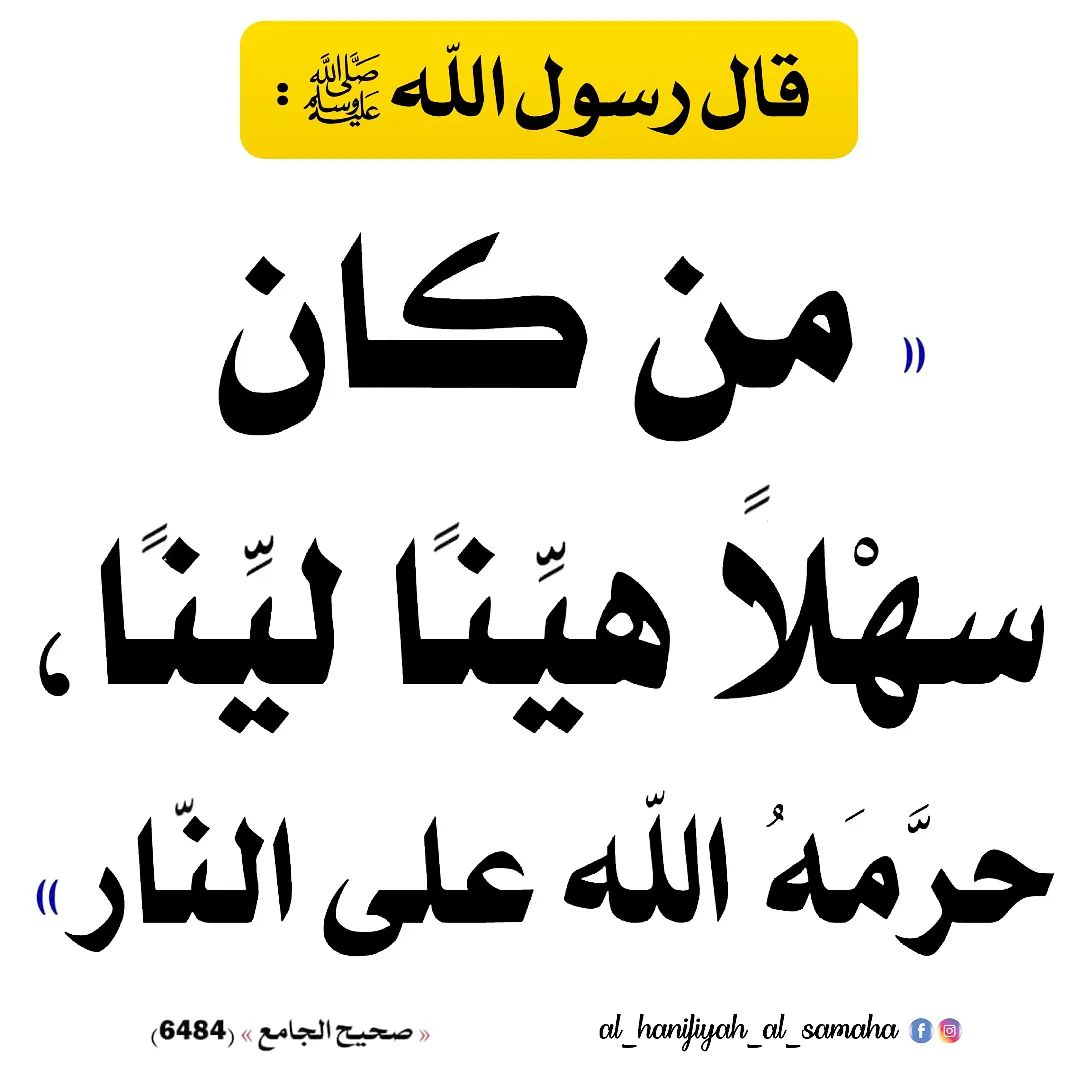 قال رسول اللّه ﷺ :
(( من كان
سهْلاً هيِّنًا ليِّنًا ,
حرَّمَهُ اللّه على النّار ))
« صحيح الجامع » (6484)
al_hanifiyah_al_samaha